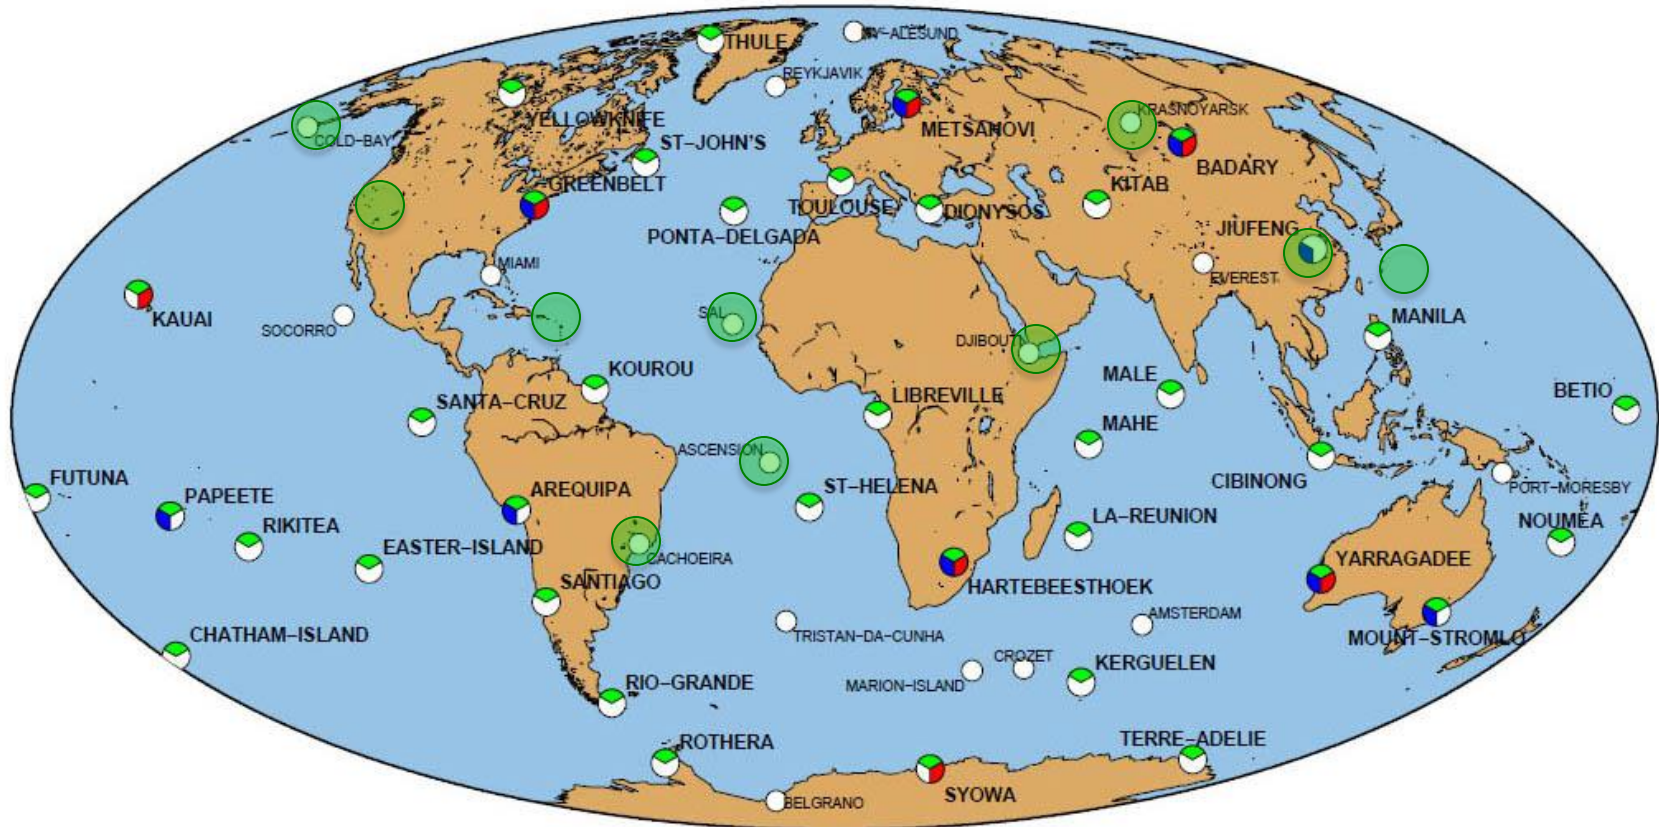 THULE
NY-ALESUND
REYKJAVIK
COLD-BAY
YELLOWKNIFE
METSAHOVI
KRASNOYARSK
BADARY
ST-JOHN'S
GREENBELT
TOULOUSE
DIONYSOS
KITAB
PONTA-DELGADA
JIUFENG
MIAMI
EVEREST
KAUAI
SOCORRO
SAL
MANILA
DJIBOUTI
KOUROU
MALE
LIBREVILLE
BETIO
SANTA-CRUZ
MAHE
ASCENSION
FUTUNA
PAPEETE
AREQUIPA
ST-HELENA
CIBINONG
PORT-MORESBY
RIKITEA
LA-REUNION
NOUMEA
EASTER-ISLAND
CACHOEIRA
YARRAGADEE
SANTIAGO
HARTEBEESTHOEK
AMSTERDAM
CHATHAM-ISLAND
TRISTAN-DA-CUNHA
MOUNT-STROMLO
CROZET
KERGUELEN
RIO-GRANDE
MARION-ISLAND
ROTHERA
TERRE-ADELIE
SYOWA
BELGRANO